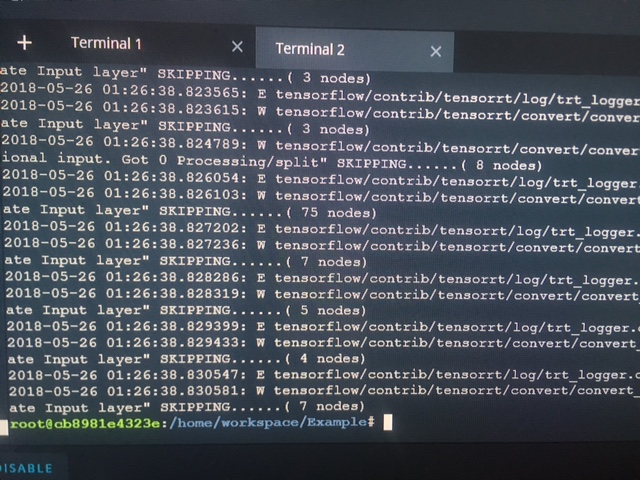 + Terminal 1 × Terminal 2 ×
ate Input layer" SKIPPING......( 3 nodes)
2018-05-26 01:26:38.823565: E tensorflow/contrib/tensorrt/log/trt_logger
2018-05-26 01:26:38.823615: W tensorflow/contrib/tensorrt/convert/conver
ate Input layer" SKIPPING......( 3 nodes)
2018-05-26 01:26:38.824789: W tensorflow/contrib/tensorrt/convert/conver
ional input. Got 0 Processing/split" SKIPPING......( 8 nodes)
2018-05-26 01:26:38.826054: E tensorflow/contrib/tensorrt/log/trt_logger.
2018-05-26 01:26:38.826103: W tensorflow/contrib/tensorrt/convert/convert
ate Input layer" SKIPPING......( 75 nodes)
2018-05-26 01:26:38.827202: E tensorflow/contrib/tensorrt/log/trt_logger.
2018-05-26 01:26:38.827236: W tensorflow/contrib/tensorrt/convert/convert
ate Input layer" SKIPPING......( 7 nodes)
2018-05-26 01:26:38.828286: E tensorflow/contrib/tensorrt/log/trt_logger.
2018-05-26 01:26:38.828319: W tensorflow/contrib/tensorrt/convert/convert
ate Input layer" SKIPPING......( 5 nodes)
2018-05-26 01:26:38.829399: E tensorflow/contrib/tensorrt/log/trt_logger.c
2018-05-26 01:26:38.829433: W tensorflow/contrib/tensorrt/convert/convert_
ate Input layer" SKIPPING......( 4 nodes)
2018-05-26 01:26:38.830547: E tensorflow/contrib/tensorrt/log/trt_logger.c
2018-05-26 01:26:38.830581: W tensorflow/contrib/tensorrt/convert/convert_
ate Input layer" SKIPPING......( 7 nodes)
root@cb8981e4323e:/home/workspace/Example#
DISABLE